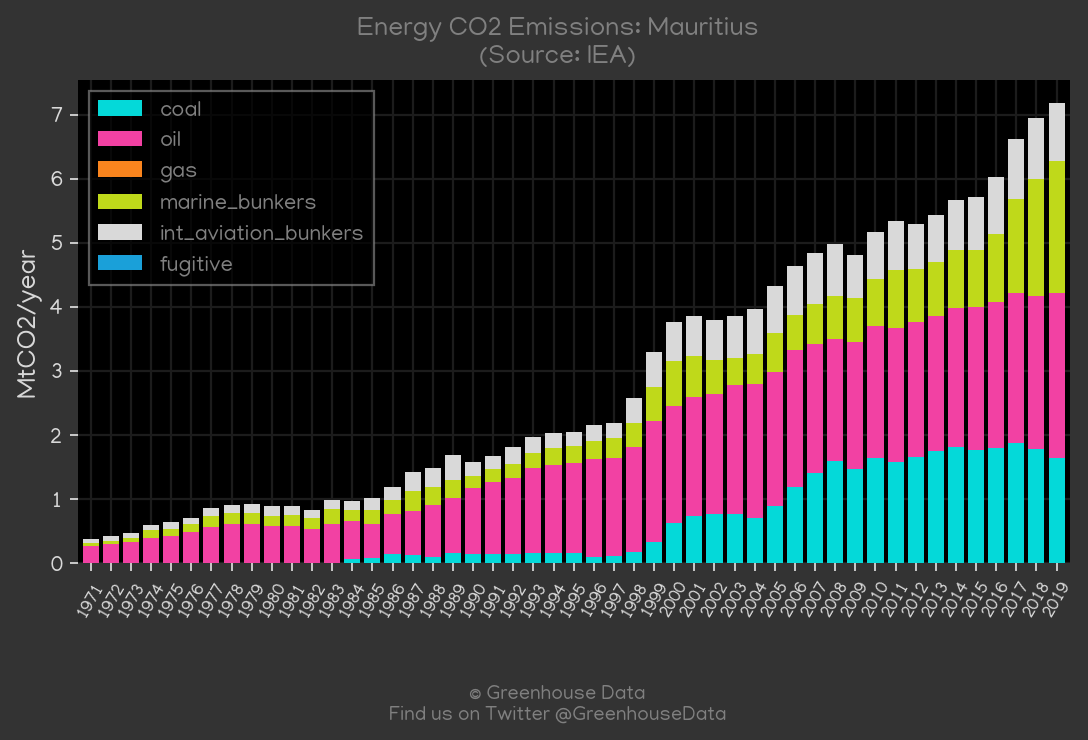 Energy CO2 Emissions: Mauritius
(Source: IEA)
coal
oil
gas
marine_bunkers
int_aviation_bunkers
fugitive
MtCO2/year
7
6
5
4
3
2
1
0
1971 1972 1973 1974 1975 1976 1977 1978 1979 1980 1981 1982 1983 1984 1985 1986 1987 1988 1989 1990 1991 1992 1993 1994 1995 1996 1997 1998 1999 2000 2001 2002 2003 2004 2005 2006 2007 2008 2009 2010 2011 2012 2013 2014 2015 2016 2017 2018 2019
© Greenhouse Data
Find us on Twitter @GreenhouseData